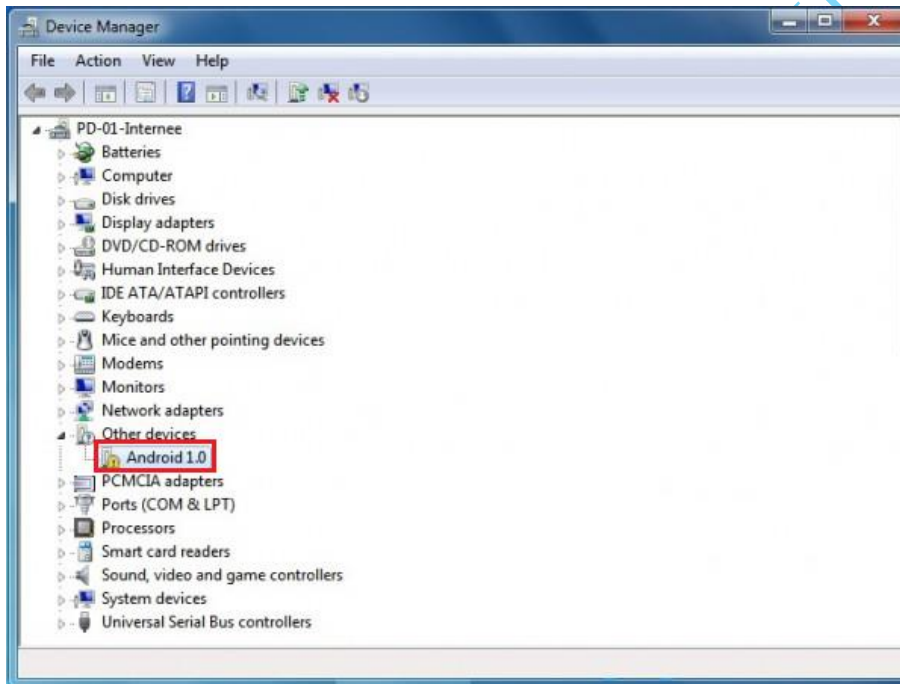 Device Manager
File Action View Help
PD-01-Internee
Batteries
Computer
Disk drives
Display adapters
DVD/CD-ROM drives
Human Interface Devices
IDE ATA/ATAPI controllers
Keyboards
Mice and other pointing devices
Modems
Monitors
Network adapters
Other devices
Android 1.0
PCMCIA adapters
Ports (COM & LPT)
Processors
Smart card readers
Sound, video and game controllers
System devices
Universal Serial Bus controllers